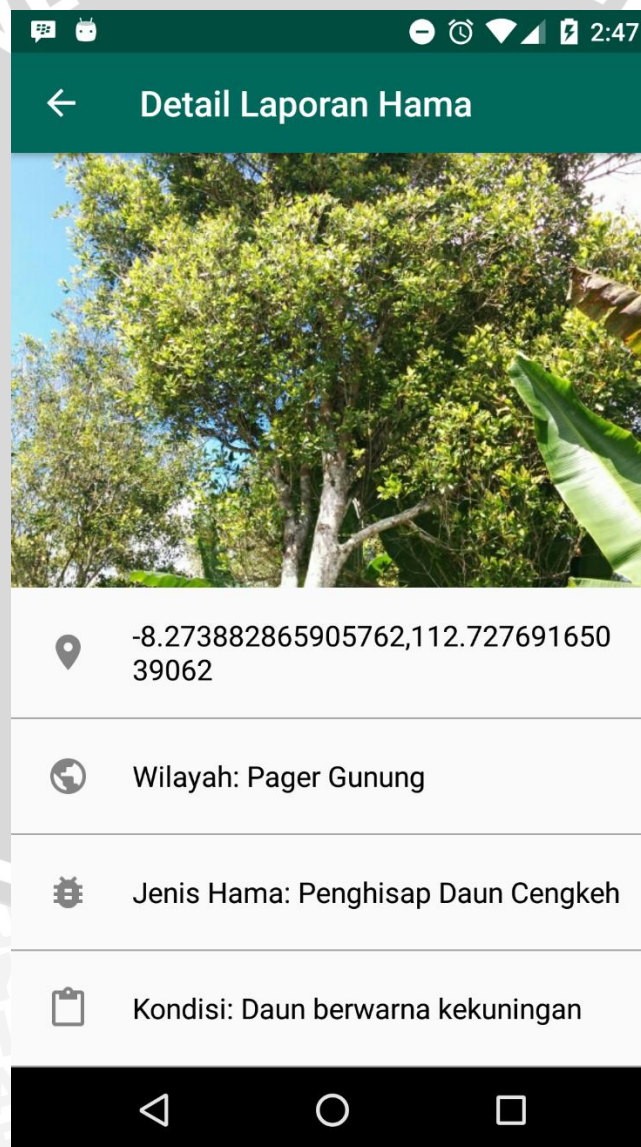 2:47
Detail Laporan Hama
-8.273882865905762,112.727691650
39062
Wilayah: Pager Gunung
Jenis Hama: Penghisap Daun Cengkeh
Kondisi: Daun berwarna kekuningan